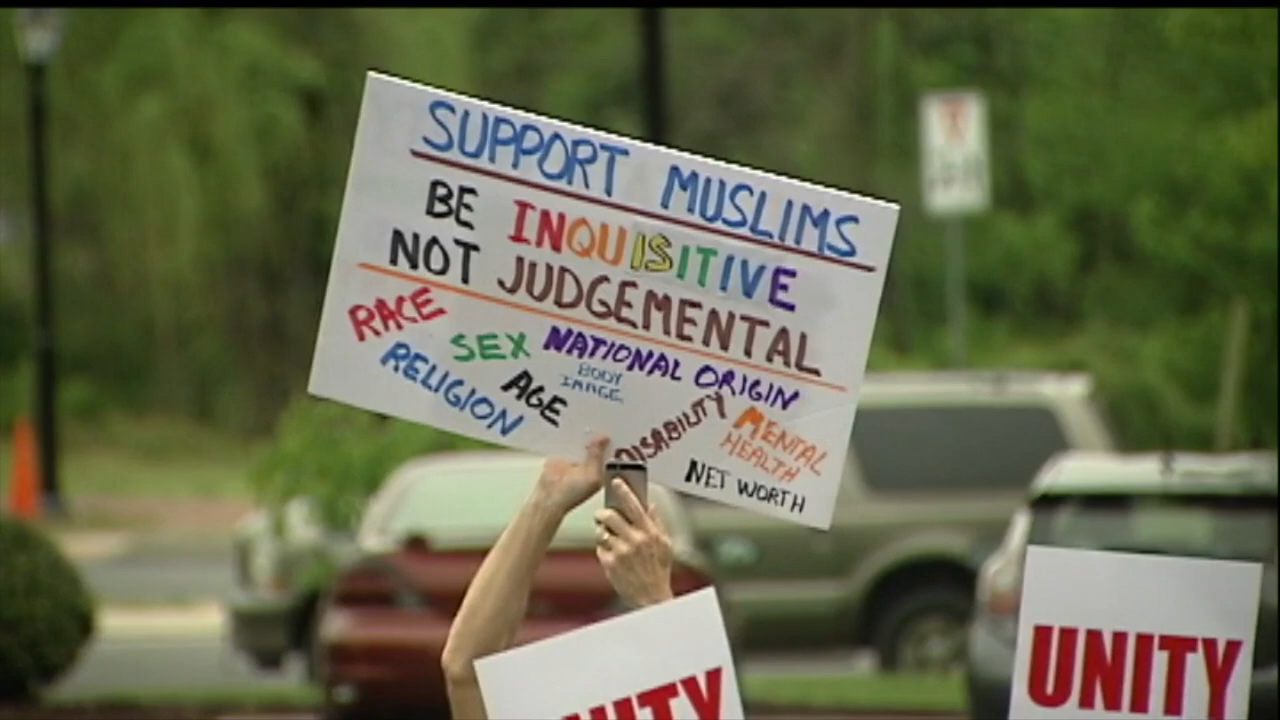 SUPPORT MUSLIMS
BE INQUISITIVE
NOT JUDGEMENTAL
RACE
SEX
NATIONAL ORIGIN
RELIGION
AGE
BODY
IMAGE
DISABILITY
MENTAL
HEALTH
NET WORTH
UNITY